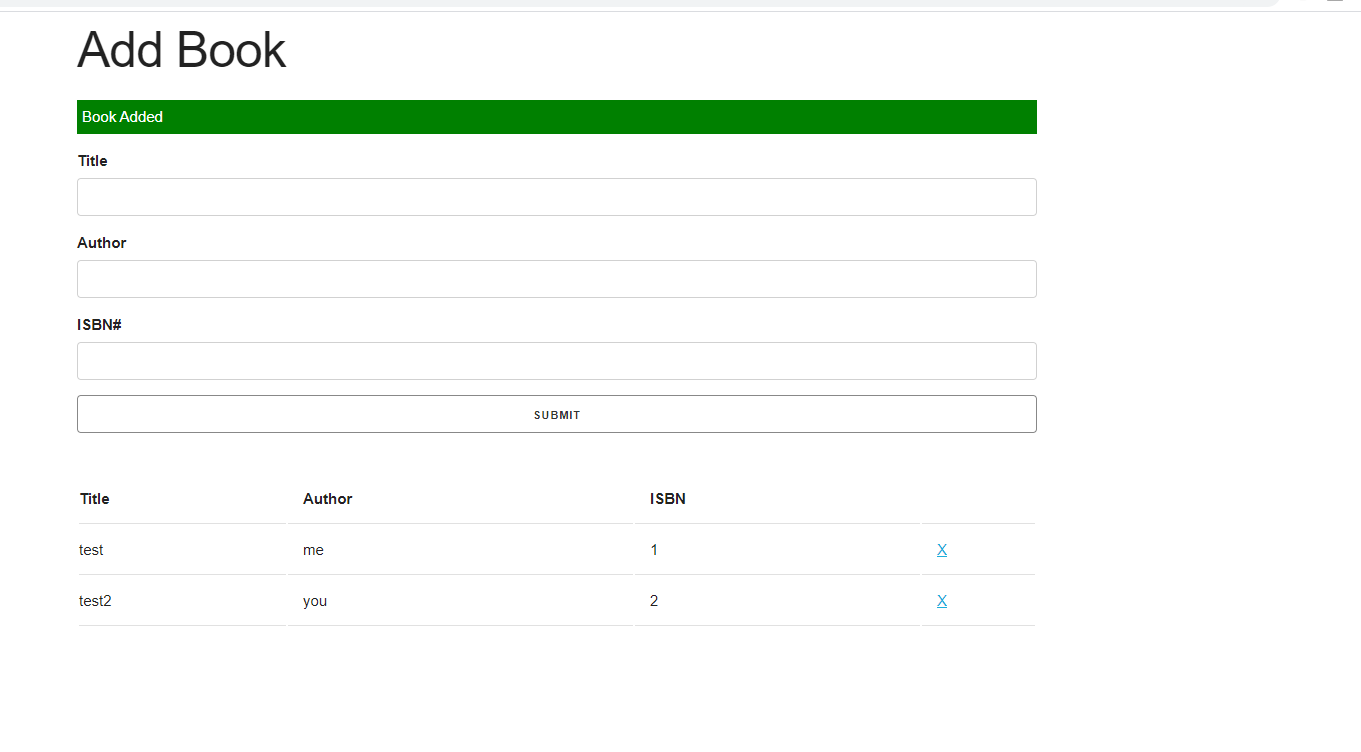 Add Book
Book Added
Title
Author
ISBN#
SUBMIT
Title Author ISBN
test me 1 X
test2 you 2 X